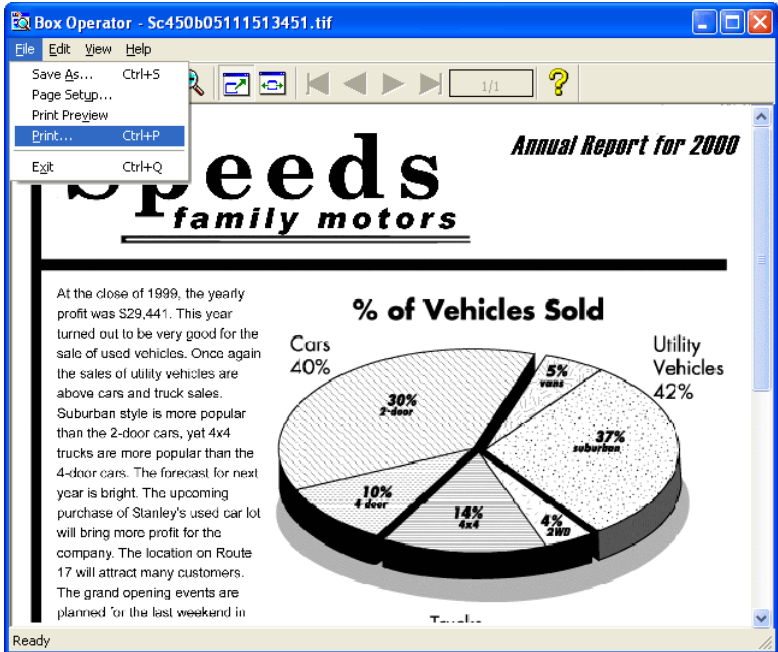 Box Operator - Sc450b05111513451.tif
File Edit View Help
Save As... Ctrl+S
Page Setup...
Print Preview
Print... Ctrl+P
Exit Ctrl+Q
1/1
Annual Report for 2000
Speeds
family motors
At the close of 1999, the yearly
profit was $29,441. This year
turned out to be very good for the
sale of used vehicles. Once again
the sales of utility vehicles are
above cars and truck sales.
Suburban style is more popular
than the 2-door cars, yet 4x4
trucks are more popular than the
4-door cars. The forecast for next
year is bright. The upcoming
purchase of Stanley's used car lot
will bring more profit for the
company. The location on Route
17 will attract many customers.
The grand opening events are
planned for the last weekend in
% of Vehicles Sold
Cars
40%
Utility
Vehicles
42%
5%
vans
30%
2-door
37%
suburban
10%
4 door
14%
4x4
4%
2WD
Trucks
Ready